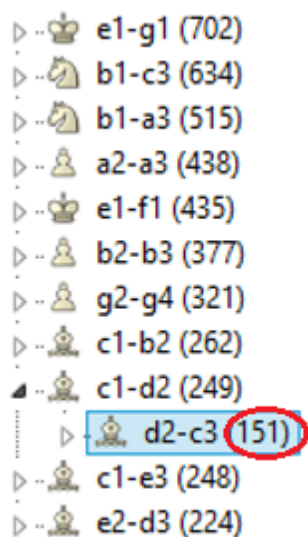 e1-g1 (702)
b1-c3 (634)
b1-a3 (515)
a2-a3 (438)
e1-f1 (435)
b2-b3 (377)
g2-g4 (321)
c1-b2 (262)
c1-d2 (249)
d2-c3 (151)
c1-e3 (248)
e2-d3 (224)